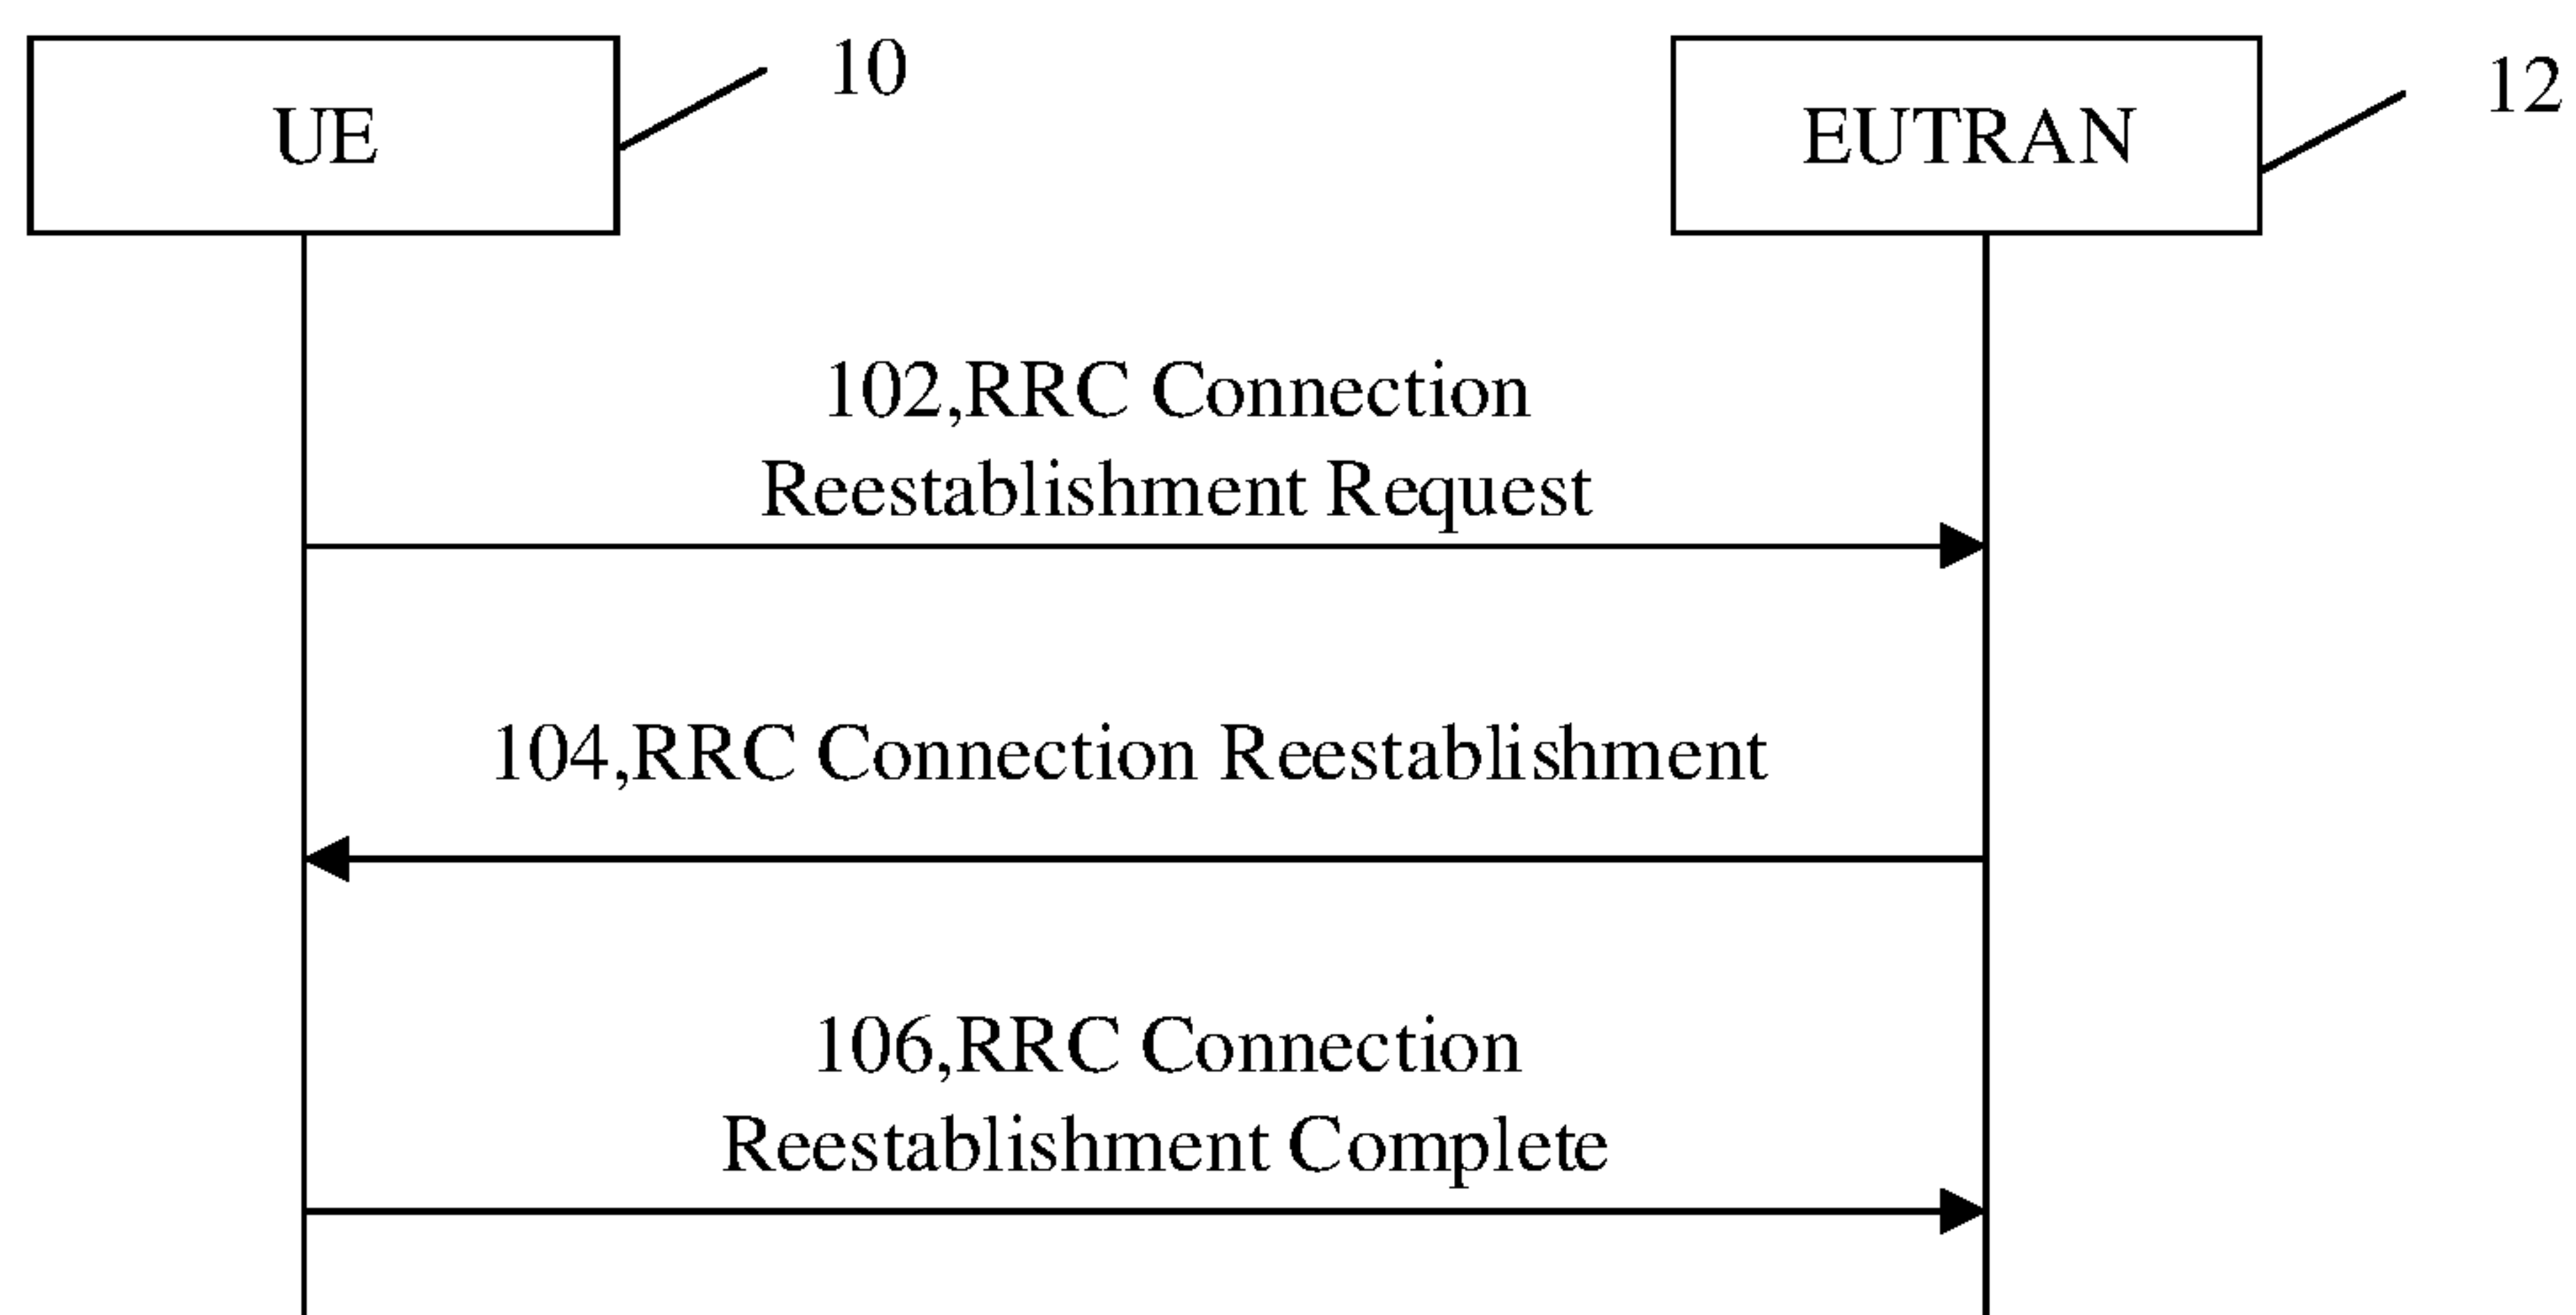 UE
10
EUTRAN
12
102,RRC Connection
Reestablishment Request
104,RRC Connection Reestablishment
106,RRC Connection
Reestablishment Complete